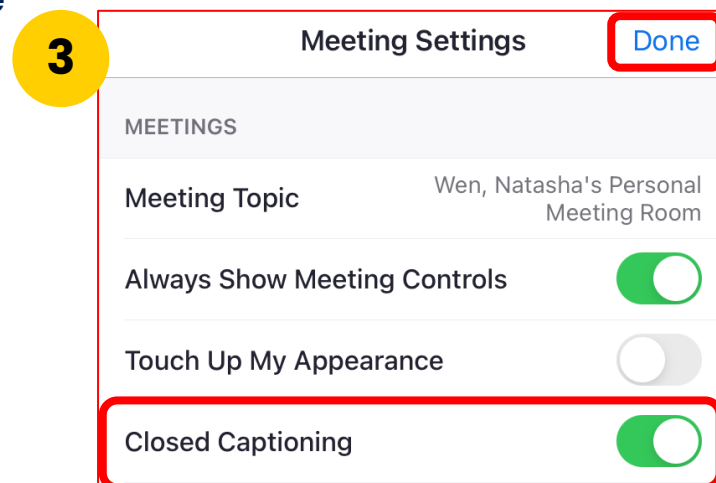 3
Meeting Settings
Done
MEETINGS
Meeting Topic
Wen, Natasha's Personal
Meeting Room
Always Show Meeting Controls
Touch Up My Appearance
Closed Captioning